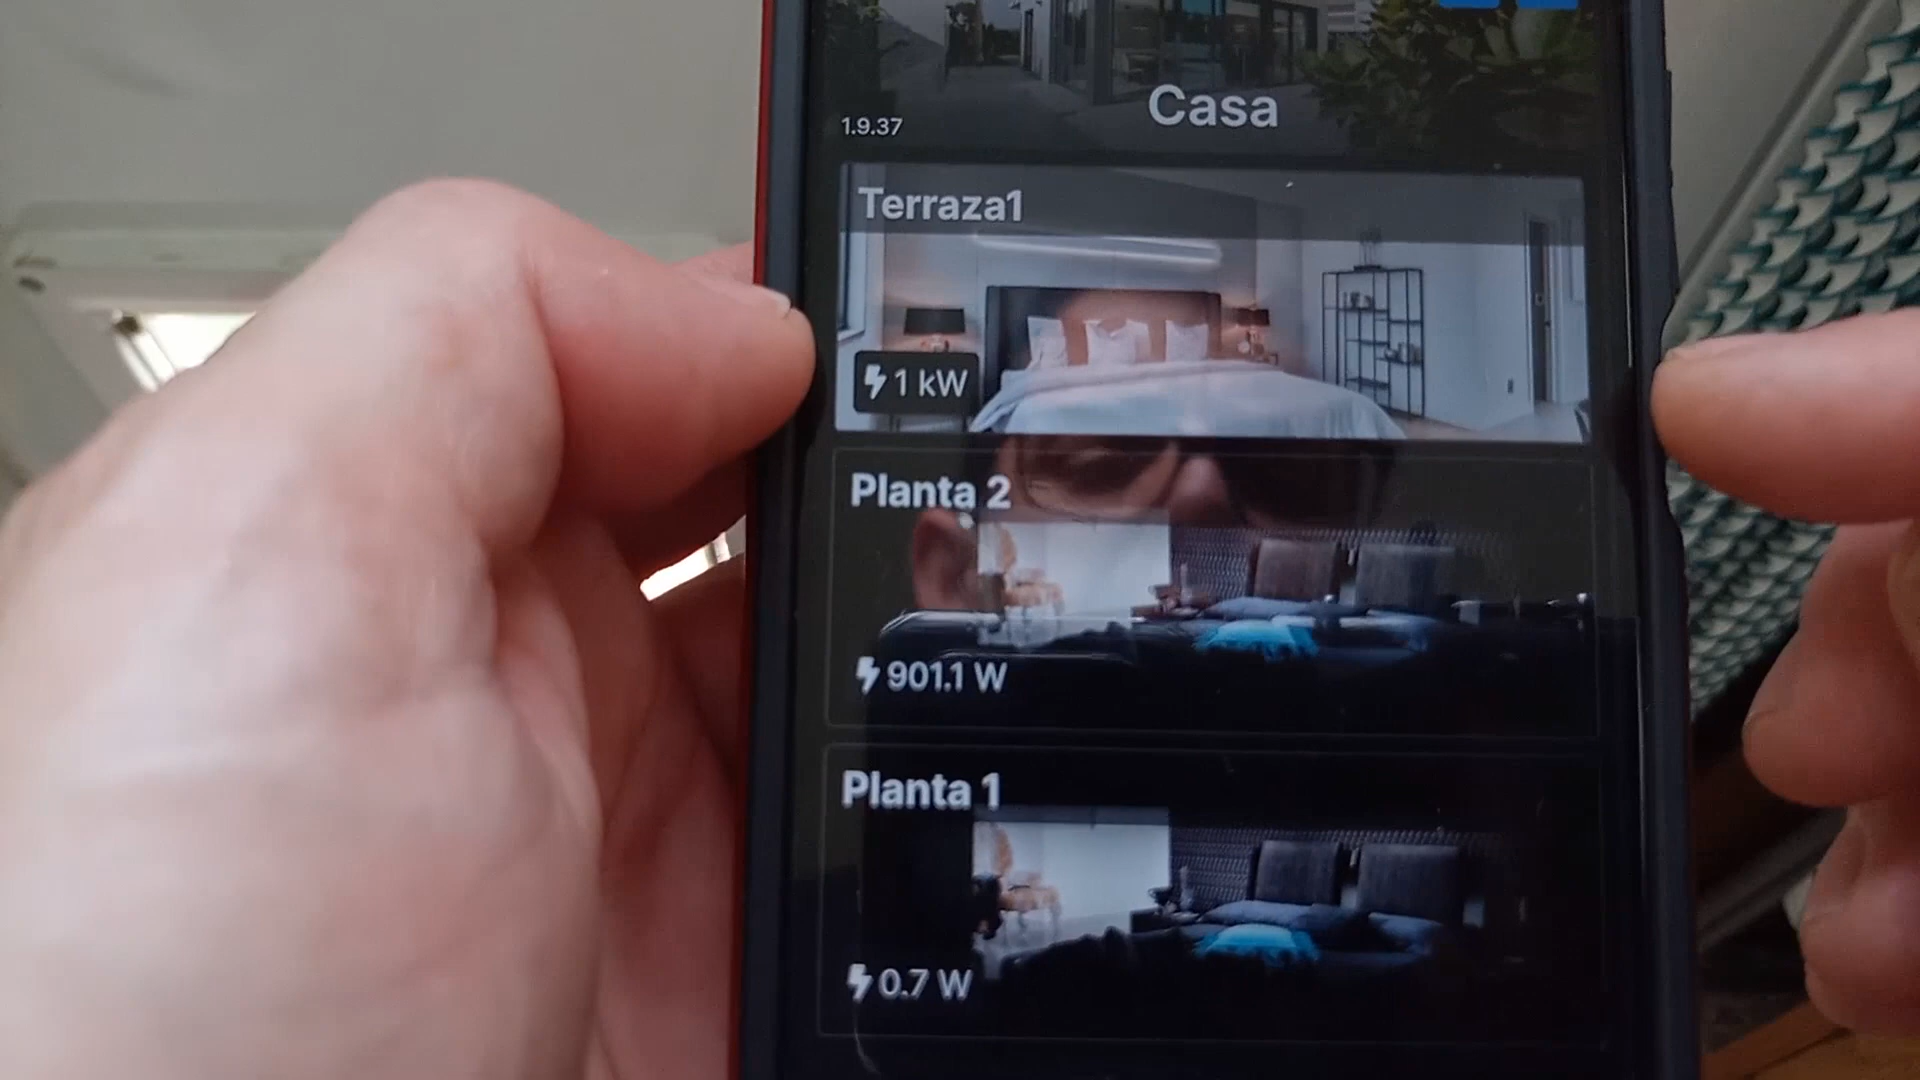 Casa
1.9.37
Terraza1
1 kW
Planta 2
901.1 W
Planta 1
0.7 W